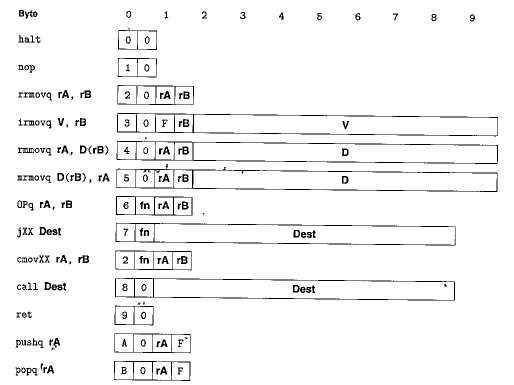 Byte 0 1 2 3 4 5 6 7 8 9
halt 0 0
nop 1 0
rrmovq rA, rB 2 0 rA rB
irmovq V, rB 3 0 F rB V
rmmovq rA, D(rB) 4 0 rA rB D
mrmovq D(rB), rA 5 0 rA rB D
OPq rA, rB 6 fn rA rB
jXX Dest 7 fn Dest
cmovXX rA, rB 2 fn rA rB
call Dest 8 0 Dest
ret 9 0
pushq rA A 0 rA F
popq rA B 0 rA F